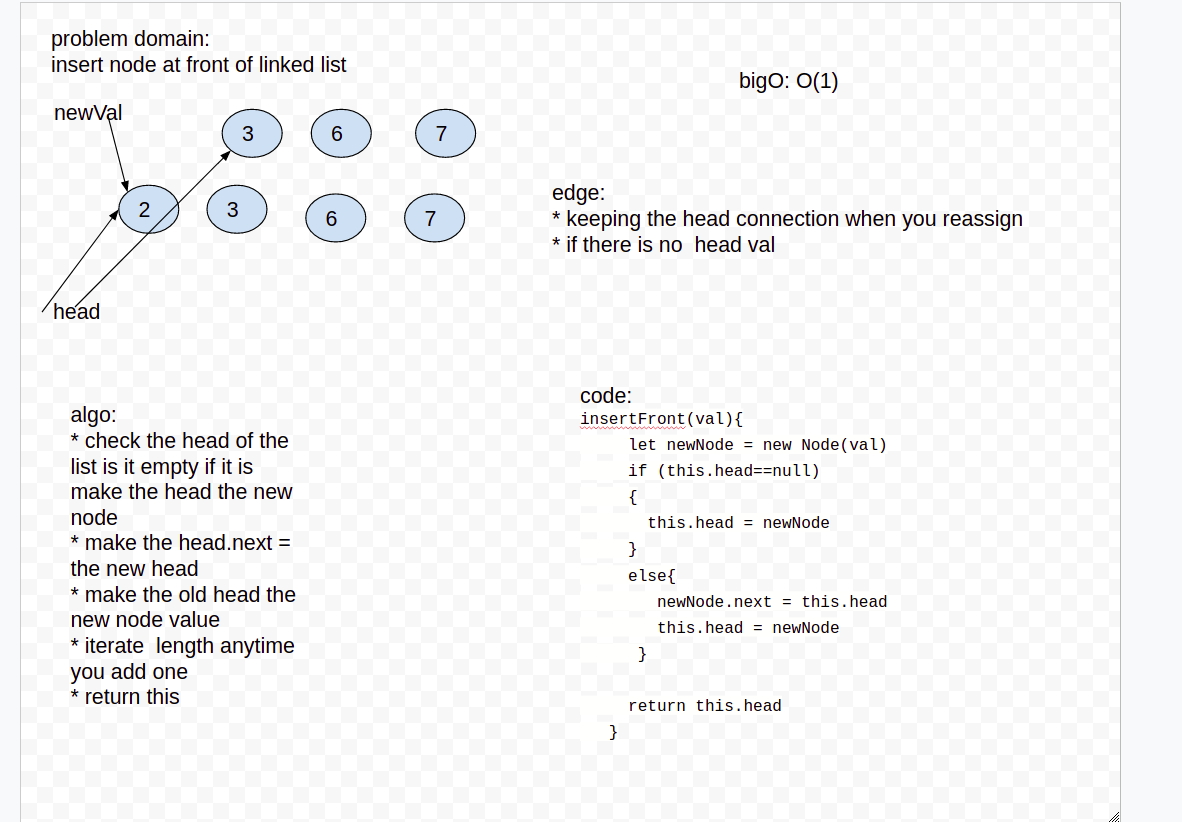 problem domain:
insert node at front of linked list
bigO: O(1)
newVal
3 6 7
2 3 6 7
head
edge:
* keeping the head connection when you reassign
* if there is no  head val
algo:
* check the head of the
list is it empty if it is
make the head the new
node
* make the head.next =
the new head
* make the old head the
new node value
* iterate  length anytime
you add one
* return this
code:
insertFront(val){
let newNode = new Node(val)
if (this.head==null)
{
this.head = newNode
}
else{
newNode.next = this.head
this.head = newNode
}
return this.head
}